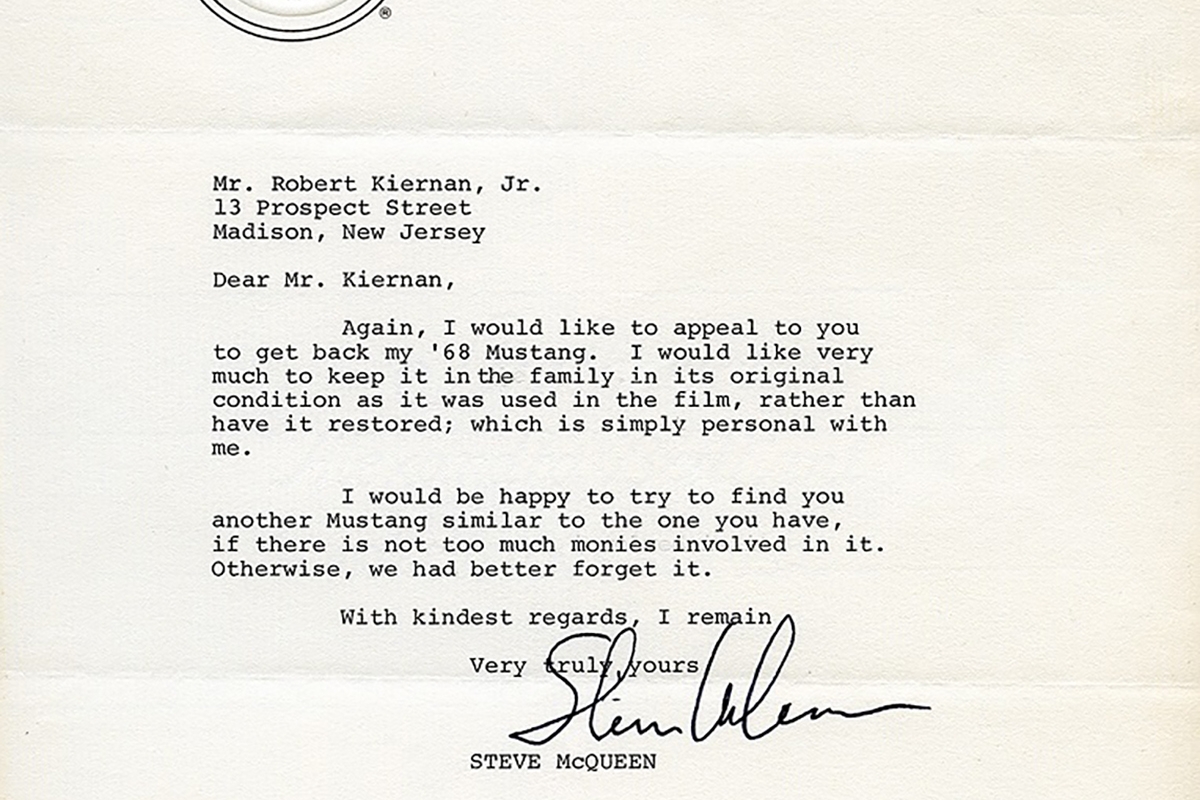 ®
Mr. Robert Kiernan, Jr.
13 Prospect Street
Madison, New Jersey
Dear Mr. Kiernan,
Again, I would like to appeal to you
to get back my '68 Mustang. I would like very
much to keep it in the family in its original
condition as it was used in the film, rather than
have it restored; which is simply personal with
me.
I would be happy to try to find you
another Mustang similar to the one you have,
if there is not too much monies involved in it.
Otherwise, we had better forget it.
With kindest regards, I remain
Very truly yours
STEVE McQUEEN